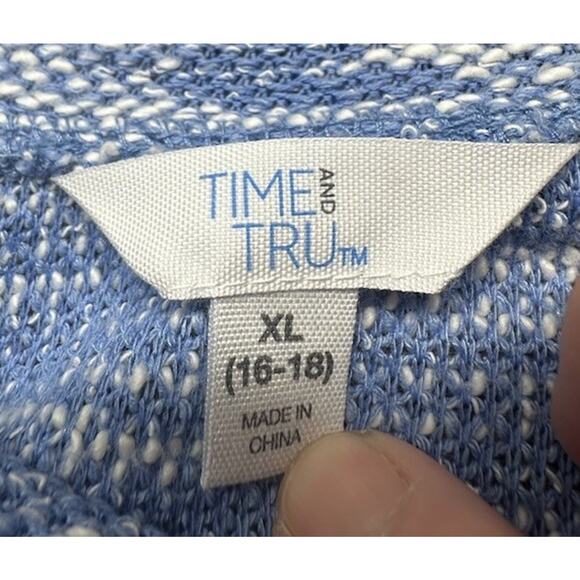 TIME AND
TRU™
XL
(16-18)
MADE IN
CHINA